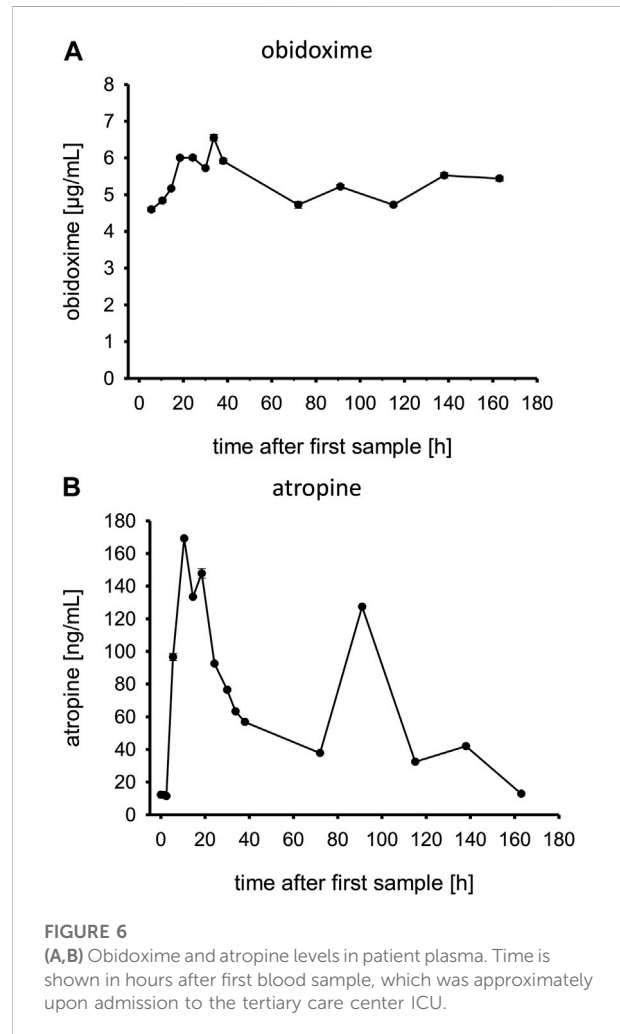 A
obidoxime
8
7
6
5
4
3
2
1
0
obidoxime [µg/mL]
0 20 40 60 80 100 120 140 160 180
time after first sample [h]
B
atropine
180
160
140
120
100
80
60
40
20
0
atropine [ng/mL]
0 20 40 60 80 100 120 140 160 180
time after first sample [h]
FIGURE 6
(A,B) Obidoxime and atropine levels in patient plasma. Time is
shown in hours after first blood sample, which was approximately
upon admission to the tertiary care center ICU.